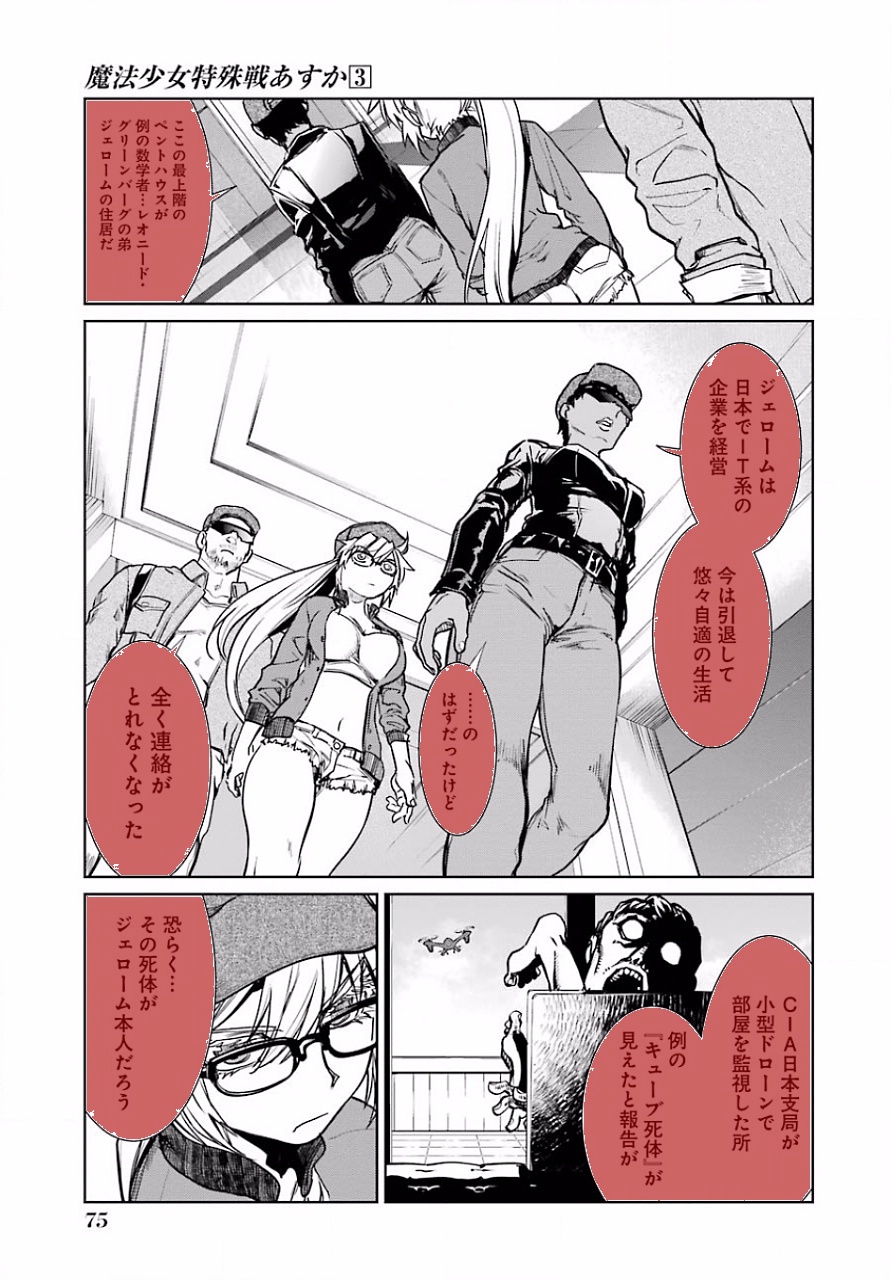 魔法少女特殊戦あすか3
ここの最上階の
ペントハウスが
例の数学者…レオニード・
グリーンバーグの弟
ジェロームの住居だ
ジェロームは
日本でIT系の
企業を経営
今は引退して
悠々自適の生活
……の
はずだったけど
全く連絡が
とれなくなった
CIA日本支局が
小型ドローンで
部屋を監視した所
例の
『キューブ死体』が
見えたと報告が
恐らく…
その死体が
ジェローム本人だろう
75